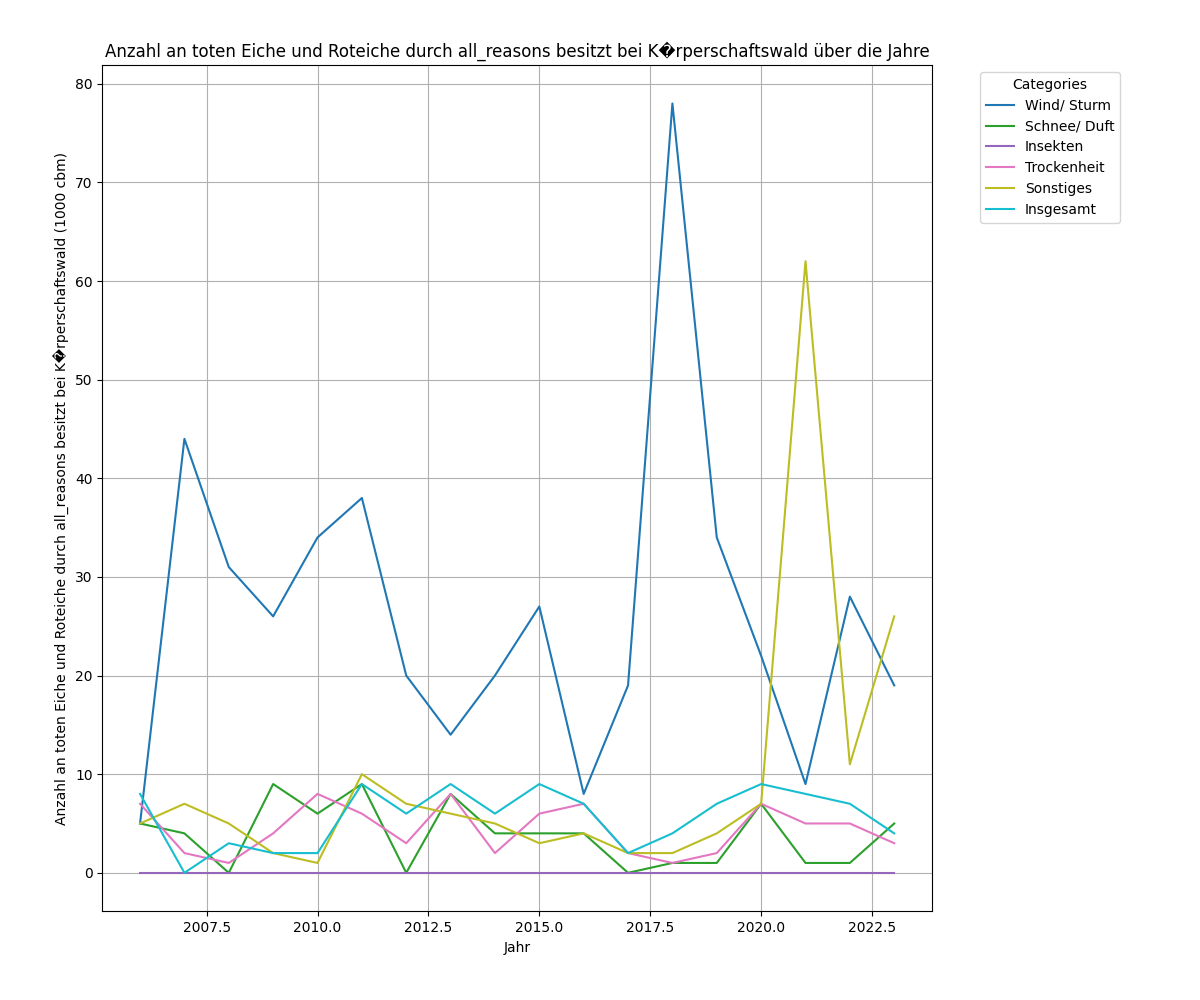 Anzahl an toten Eiche und Roteiche durch all_reasons besitzt bei K�rperschaftswald über die Jahre
Anzahl an toten Eiche und Roteiche durch all_reasons besitzt bei K�rperschaftswald (1000 cbm)
80
70
60
50
40
30
20
10
0
2007.5 2010.0 2012.5 2015.0 2017.5 2020.0 2022.5
Jahr
Categories
Wind/ Sturm
Schnee/ Duft
Insekten
Trockenheit
Sonstiges
Insgesamt